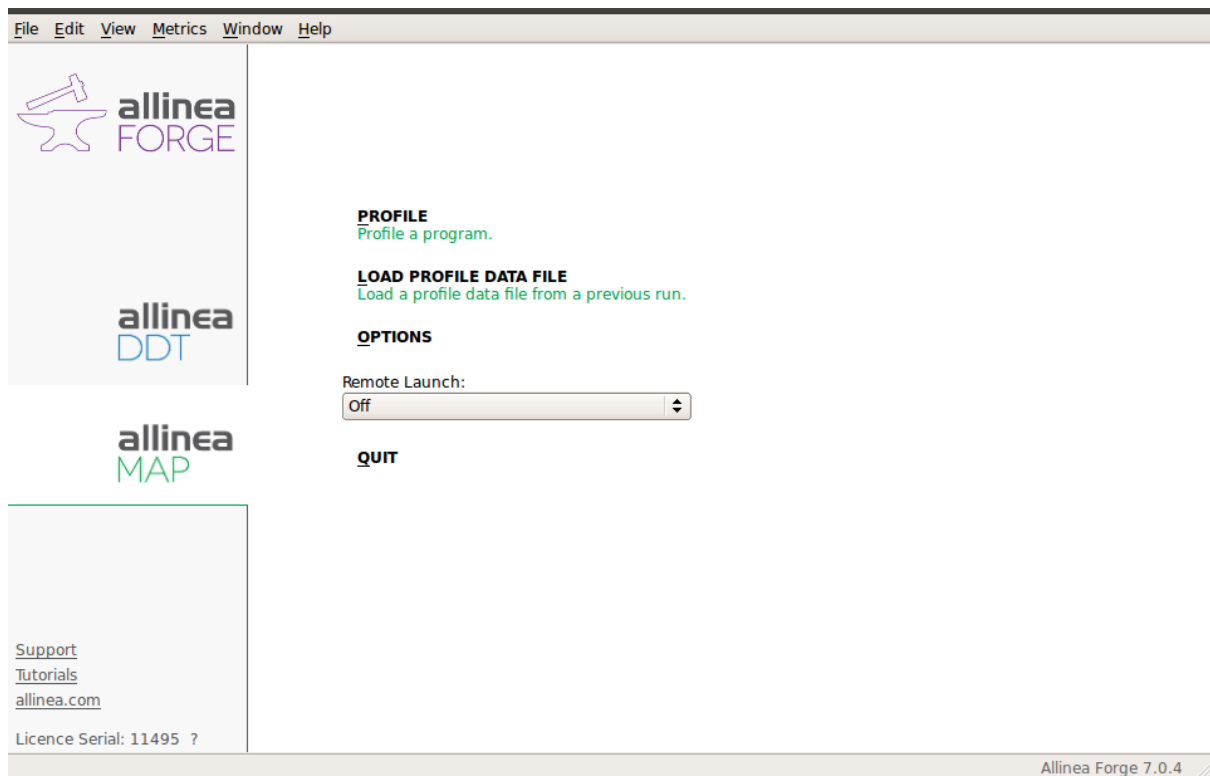 File Edit View Metrics Window Help
allinea
FORGE
PROFILE
Profile a program.
LOAD PROFILE DATA FILE
Load a profile data file from a previous run.
allinea
DDT
OPTIONS
Remote Launch:
Off
allinea
MAP
QUIT
Support
Tutorials
allinea.com
Licence Serial: 11495 ?
Allinea Forge 7.0.4